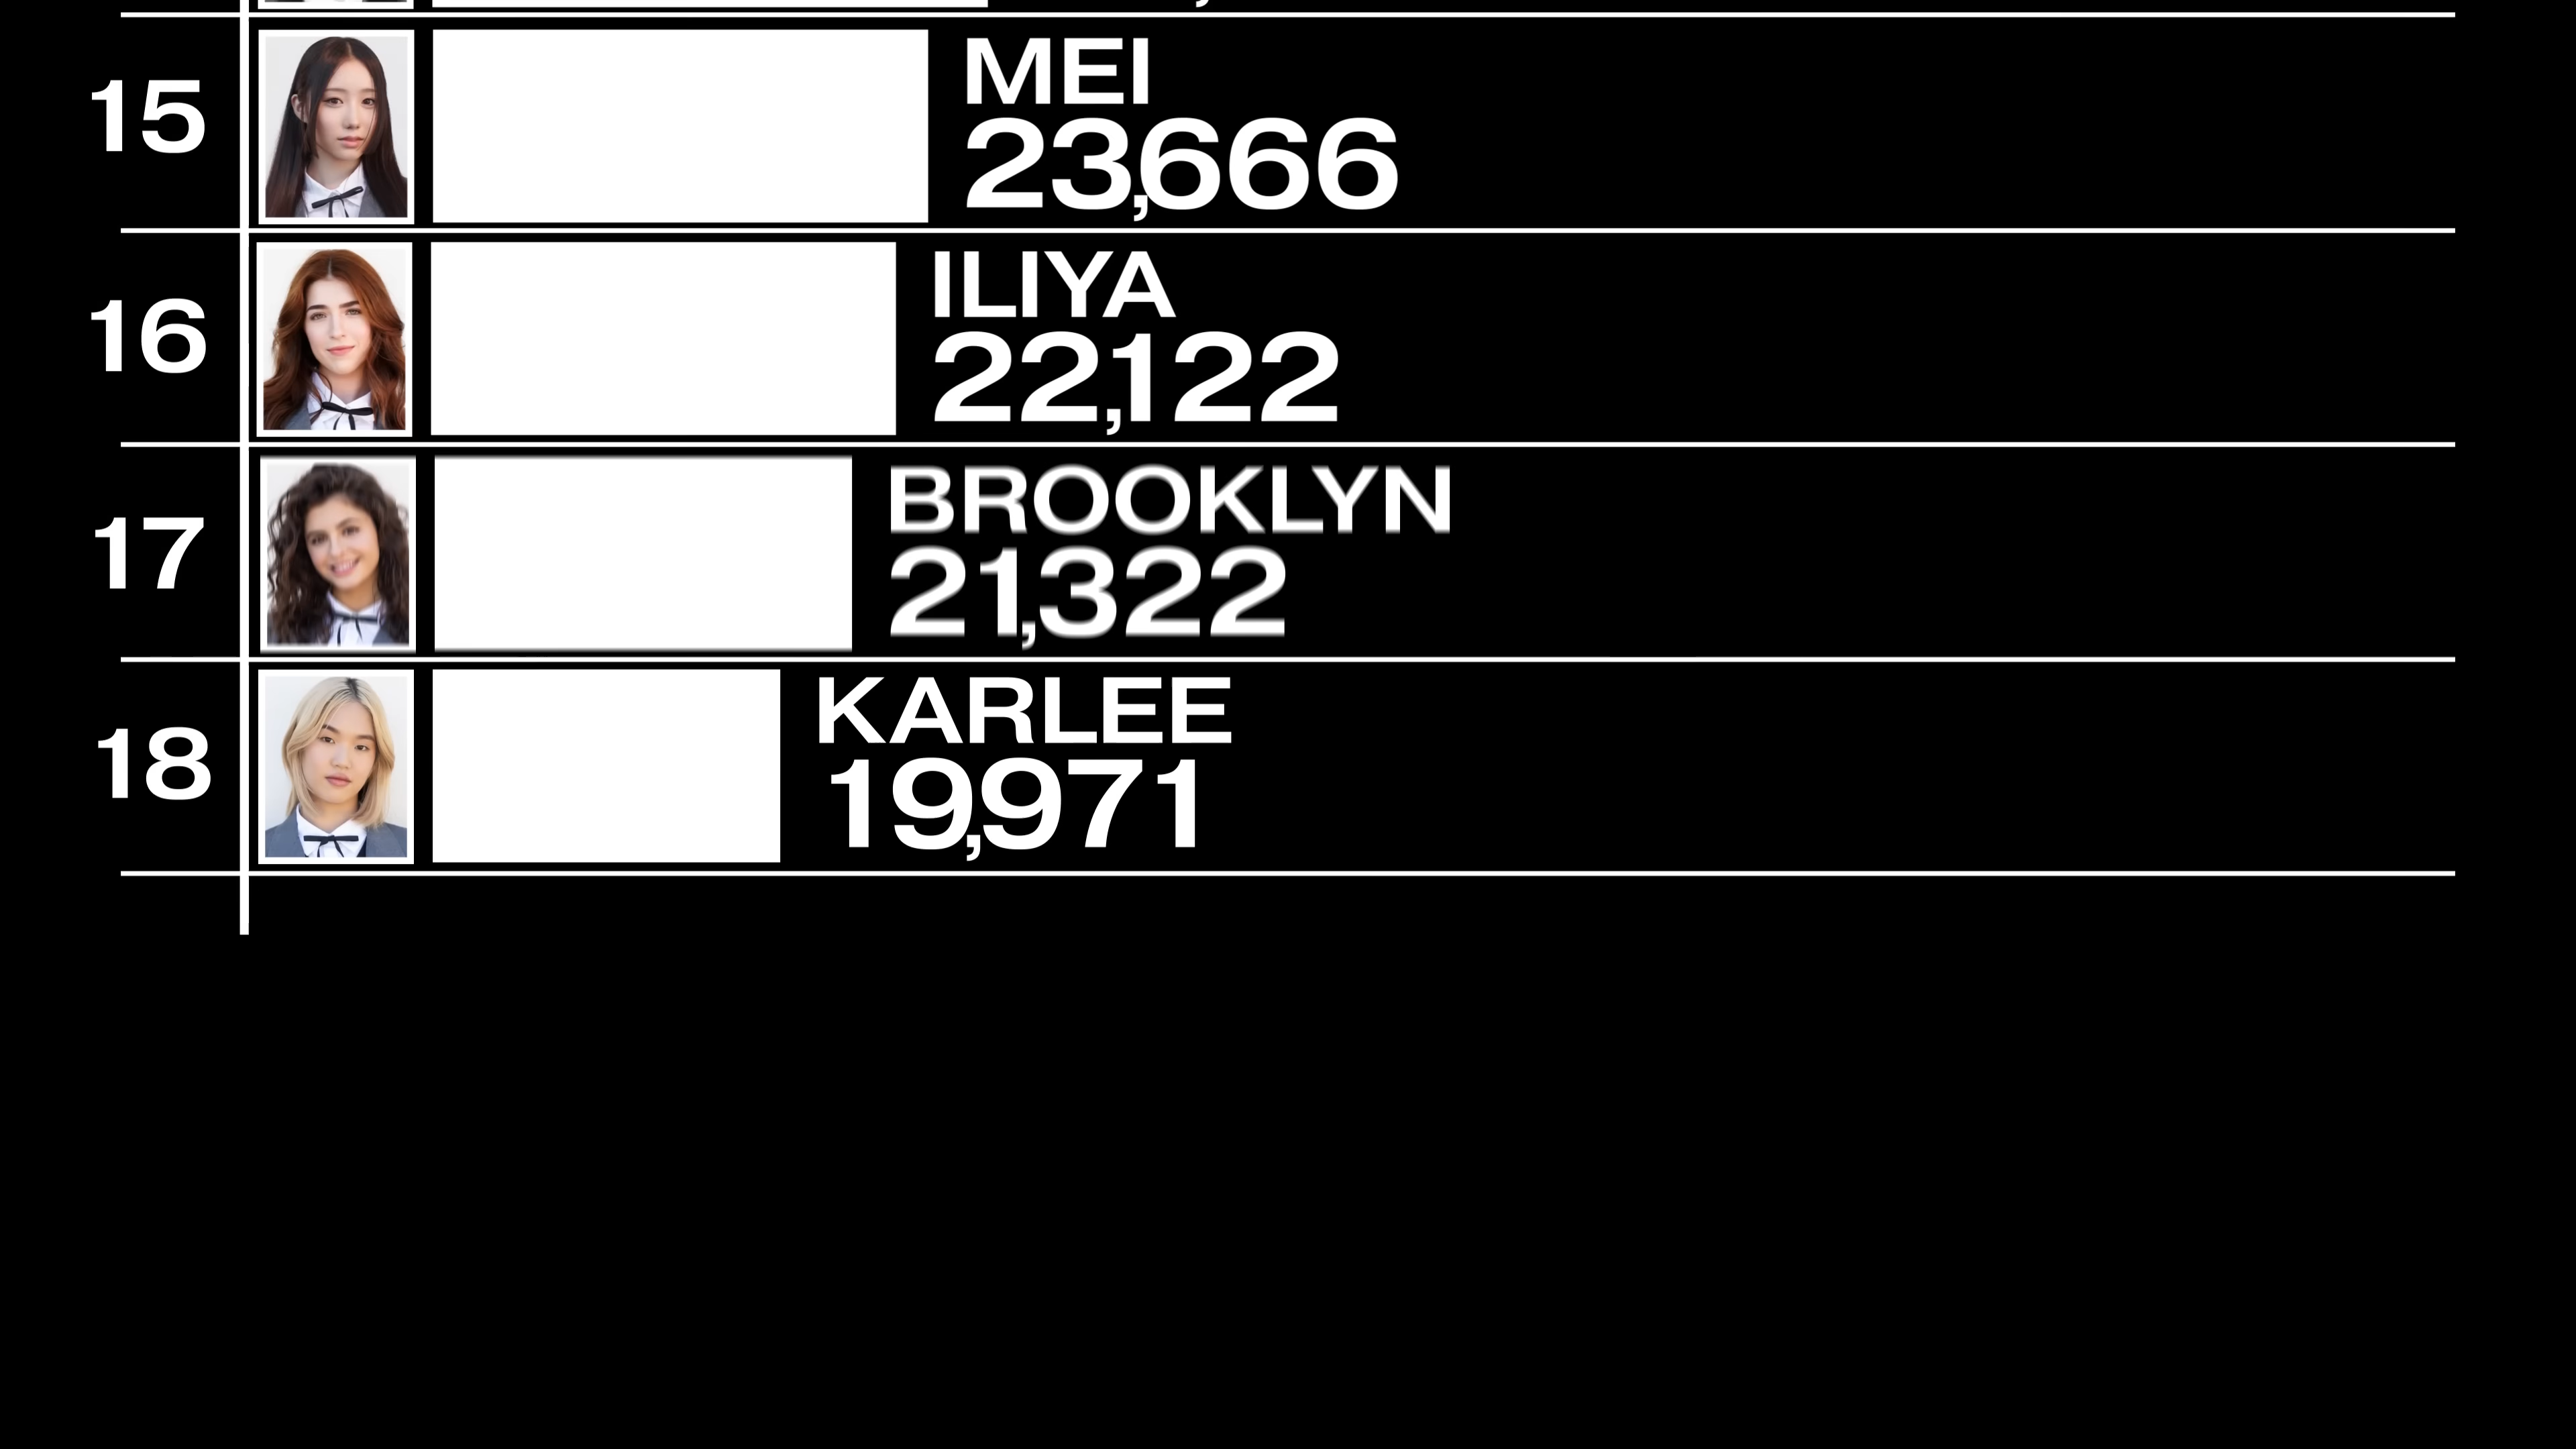 15
MEI
23,666
16
ILIYA
22,122
17
BROOKLYN
21,322
18
KARLEE
19,971